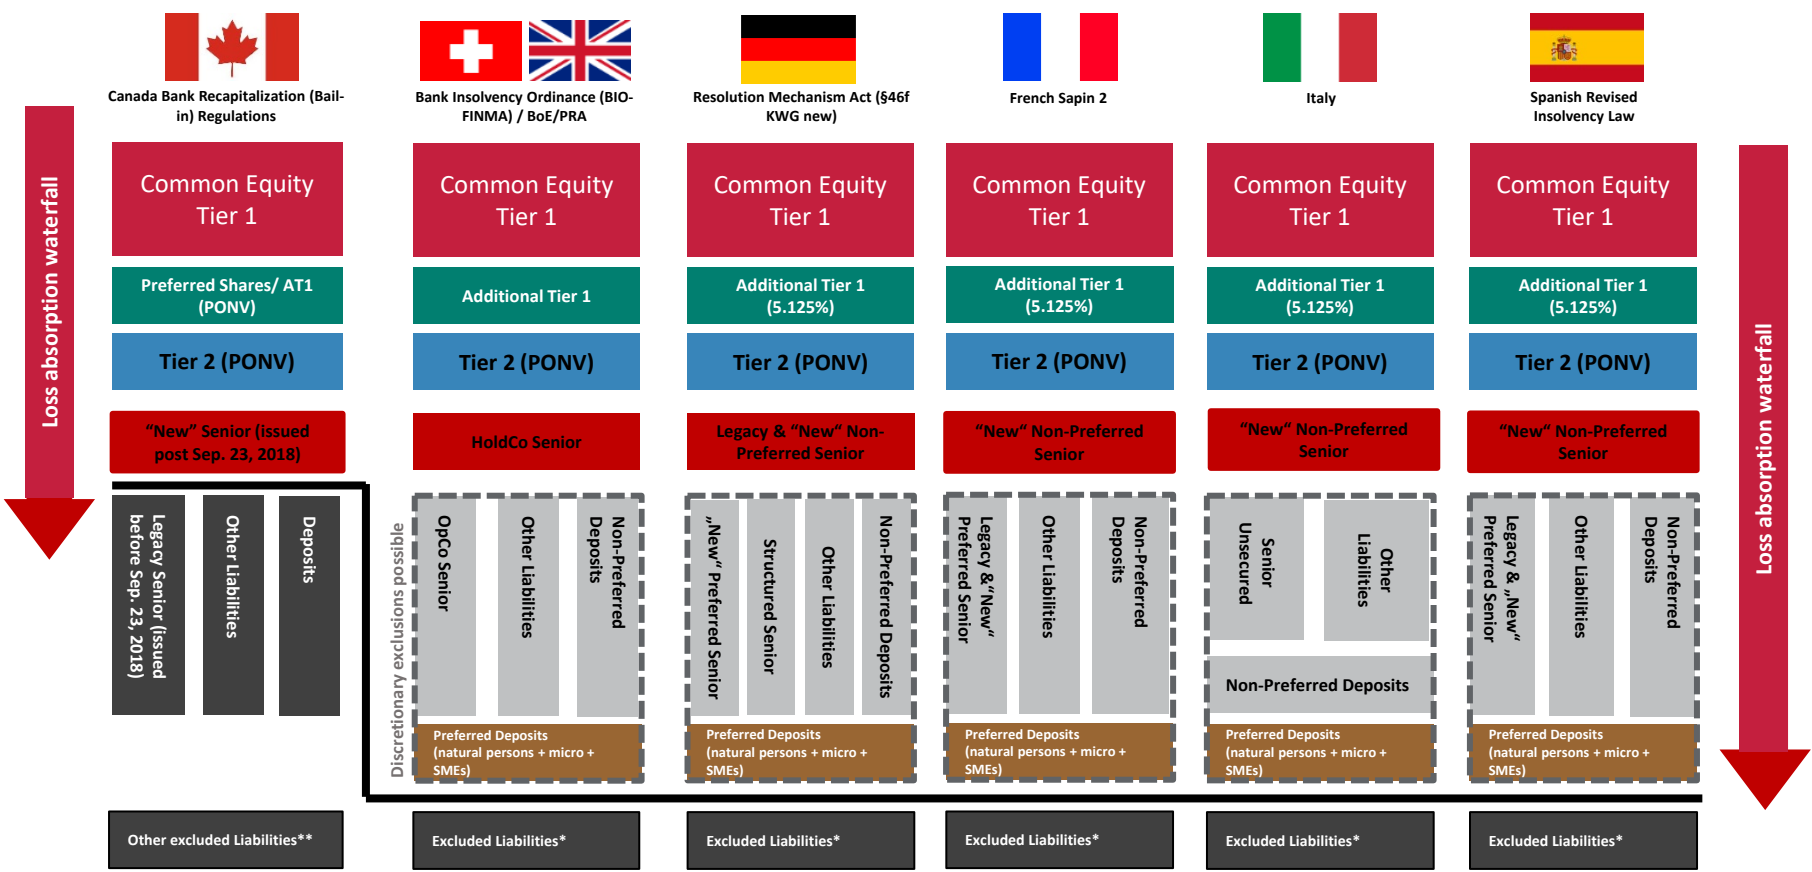 Canada Bank Recapitalization (Bail-
in) Regulations
Bank Insolvency Ordinance (BIO-
FINMA) / BoE/PRA
Resolution Mechanism Act (§46f
KWG new)
French Sapin 2
Italy
Spanish Revised
Insolvency Law
Loss absorption waterfall
Common Equity
Tier 1
Common Equity
Tier 1
Common Equity
Tier 1
Common Equity
Tier 1
Common Equity
Tier 1
Common Equity
Tier 1
Loss absorption waterfall
Preferred Shares/ AT1
(PONV)
Additional Tier 1
Additional Tier 1
(5.125%)
Additional Tier 1
(5.125%)
Additional Tier 1
(5.125%)
Additional Tier 1
(5.125%)
Tier 2 (PONV)
Tier 2 (PONV)
Tier 2 (PONV)
Tier 2 (PONV)
Tier 2 (PONV)
Tier 2 (PONV)
“New” Senior (issued
post Sep. 23, 2018)
HoldCo Senior
Legacy & “New“ Non-
Preferred Senior
“New“ Non-Preferred
Senior
“New“ Non-Preferred
Senior
“New“ Non-Preferred
Senior
Legacy Senior (issued
before Sep. 23, 2018)
Other Liabilities
Deposits
Discretionary exclusions possible
OpCo Senior
Other Liabilities
Non-Preferred
Deposits
„New“ Preferred Senior
Structured Senior
Other Liabilities
Non-Preferred Deposits
Legacy &“New“
Preferred Senior
Other Liabilities
Non-Preferred
Deposits
Senior
Unsecured
Other
Liabilities
Non-Preferred Deposits
Legacy & „New“
Preferred Senior
Other Liabilities
Non-Preferred
Deposits
Preferred Deposits
(natural persons + micro +
SMEs)
Preferred Deposits
(natural persons + micro +
SMEs)
Preferred Deposits
(natural persons + micro +
SMEs)
Preferred Deposits
(natural persons + micro +
SMEs)
Preferred Deposits
(natural persons + micro +
SMEs)
Other excluded Liabilities**
Excluded Liabilities*
Excluded Liabilities*
Excluded Liabilities*
Excluded Liabilities*
Excluded Liabilities*